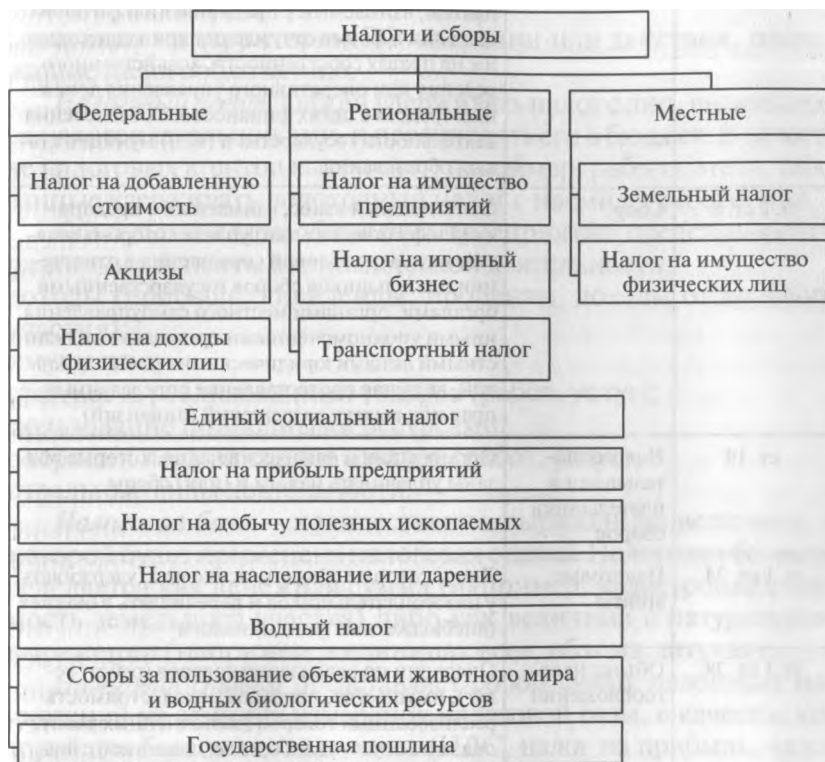 Налоги и сборы
Федеральные
Региональные
Местные
Налог на добавленную
стоимость
Налог на имущество
предприятий
Земельный налог
Акцизы
Налог на игорный
бизнес
Налог на имущество
физических лиц
Налог на доходы
физических лиц
Транспортный налог
Единый социальный налог
Налог на прибыль предприятий
Налог на добычу полезных ископаемых
Налог на наследование или дарение
Водный налог
Сборы за пользование объектами животного мира
и водных биологических ресурсов
Государственная пошлина